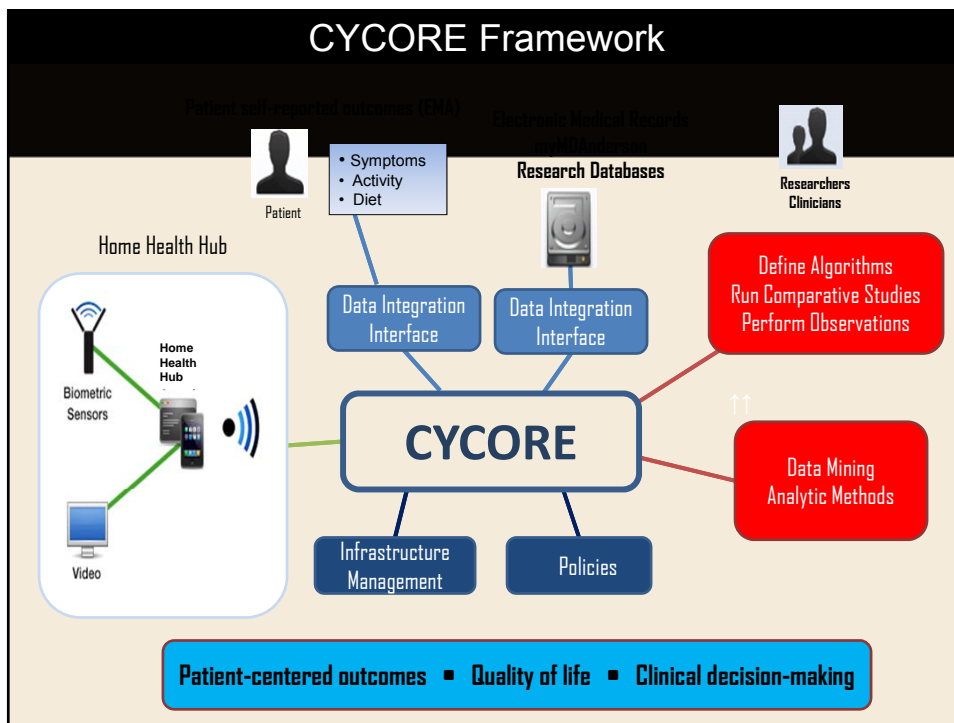 CYCORE Framework
Patient self-reported outcomes (EMA)
• Symptoms
• Activity
• Diet
Patient
Electronic Medical Records
myMDAnderson
Research Databases
Researchers
Clinicians
Home Health Hub
Biometric
Sensors
Home
Health
Hub
Video
Data Integration
Interface
Data Integration
Interface
Define Algorithms
Run Comparative Studies
Perform Observations
↑↑
CYCORE
Data Mining
Analytic Methods
Infrastructure
Management
Policies
Patient-centered outcomes ▪ Quality of life ▪ Clinical decision-making